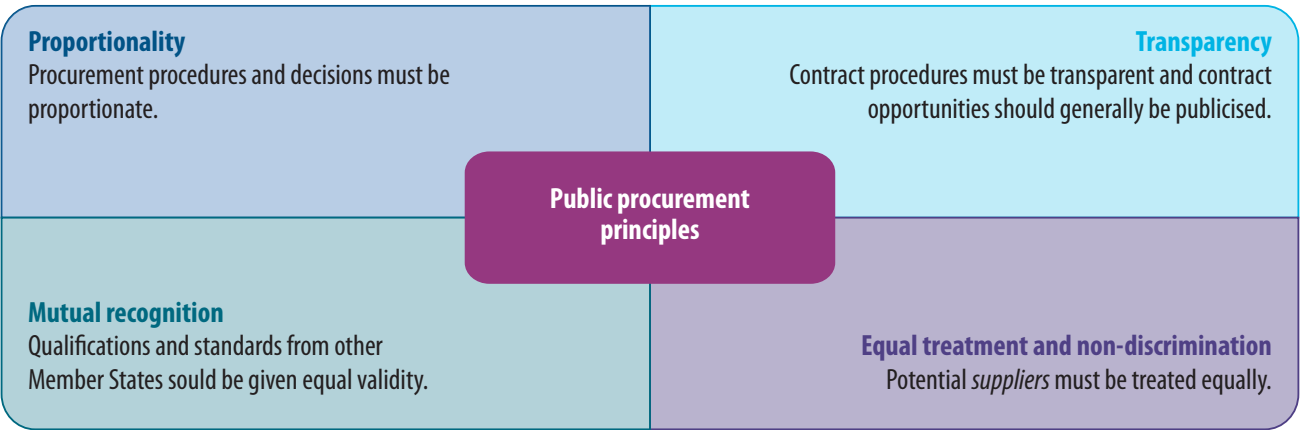 Proportionality
Procurement procedures and decisions must be
proportionate.
Transparency
Contract procedures must be transparent and contract
opportunities should generally be publicised.
Public procurement
principles
Mutual recognition
Qualifications and standards from other
Member States sould be given equal validity.
Equal treatment and non-discrimination
Potential suppliers must be treated equally.